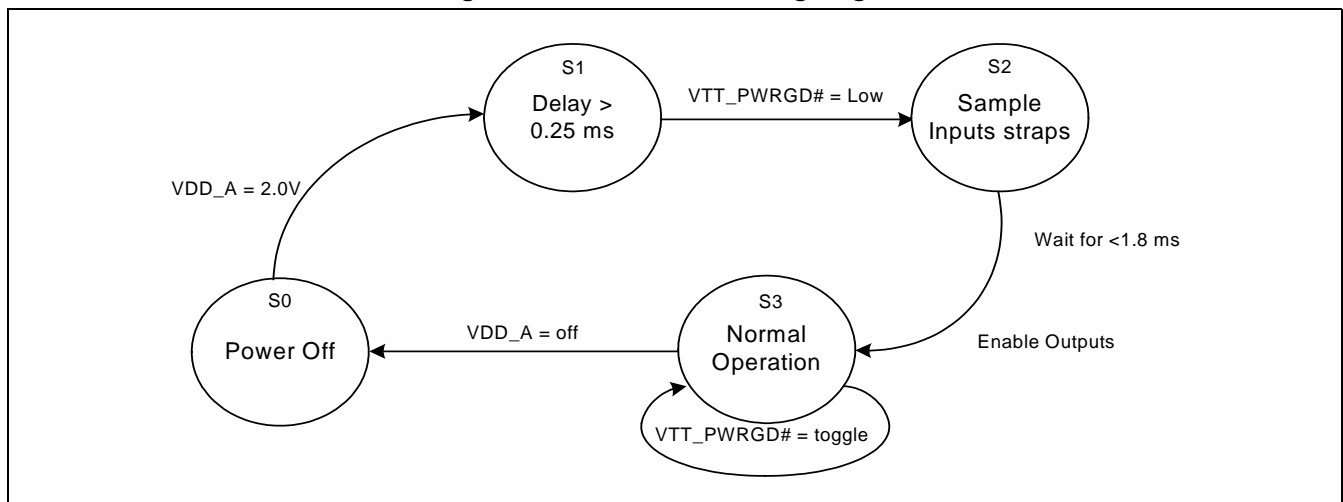 S1
Delay >
0.25 ms
VTT_PWRGD# = Low
S2
Sample
Inputs straps
VDD_A = 2.0V
Wait for <1.8 ms
S0
Power Off
VDD_A = off
S3
Normal
Operation
Enable Outputs
VTT_PWRGD# = toggle